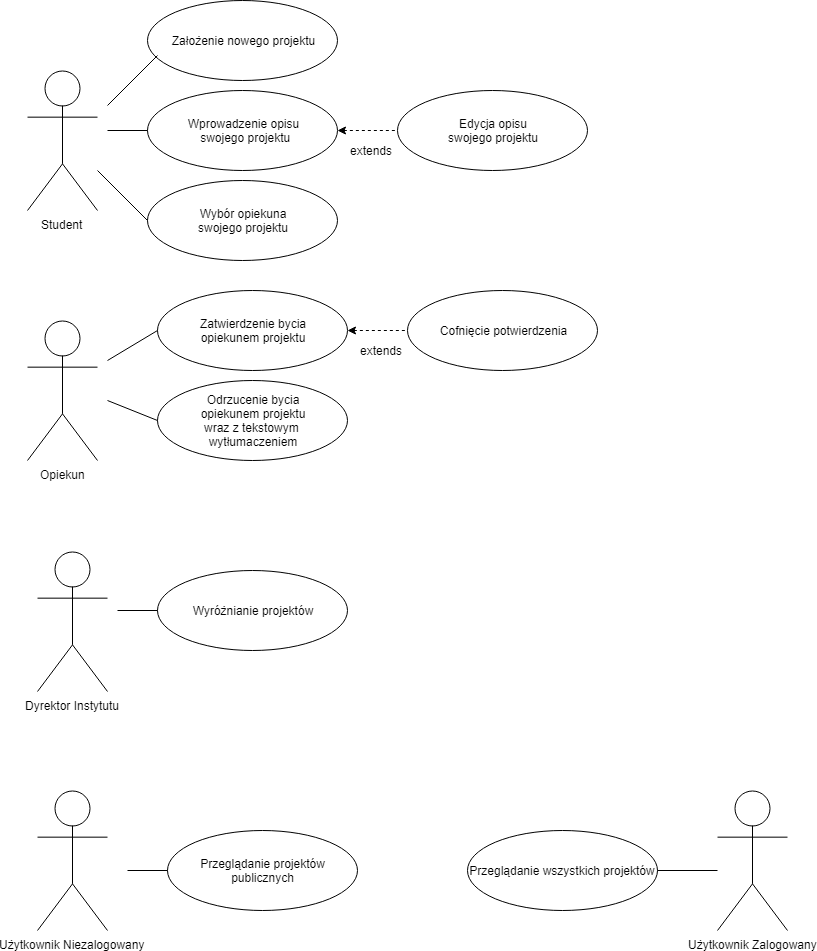 Założenie nowego projektu
Wprowadzenie opisu
swojego projektu
extends
Edycja opisu
swojego projektu
Wybór opiekuna
swojego projektu
Student
Zatwierdzenie bycia
opiekunem projektu
extends
Cofnięcie potwierdzenia
Odrzucenie bycia
opiekunem projektu
wraz z tekstowym
wytłumaczeniem
Opiekun
Wyróźnianie projektów
Dyrektor Instytutu
Przeglądanie projektów
publicznych
Przeglądanie wszystkich projektów
Użytkownik Niezalogowany
Użytkownik Zalogowany